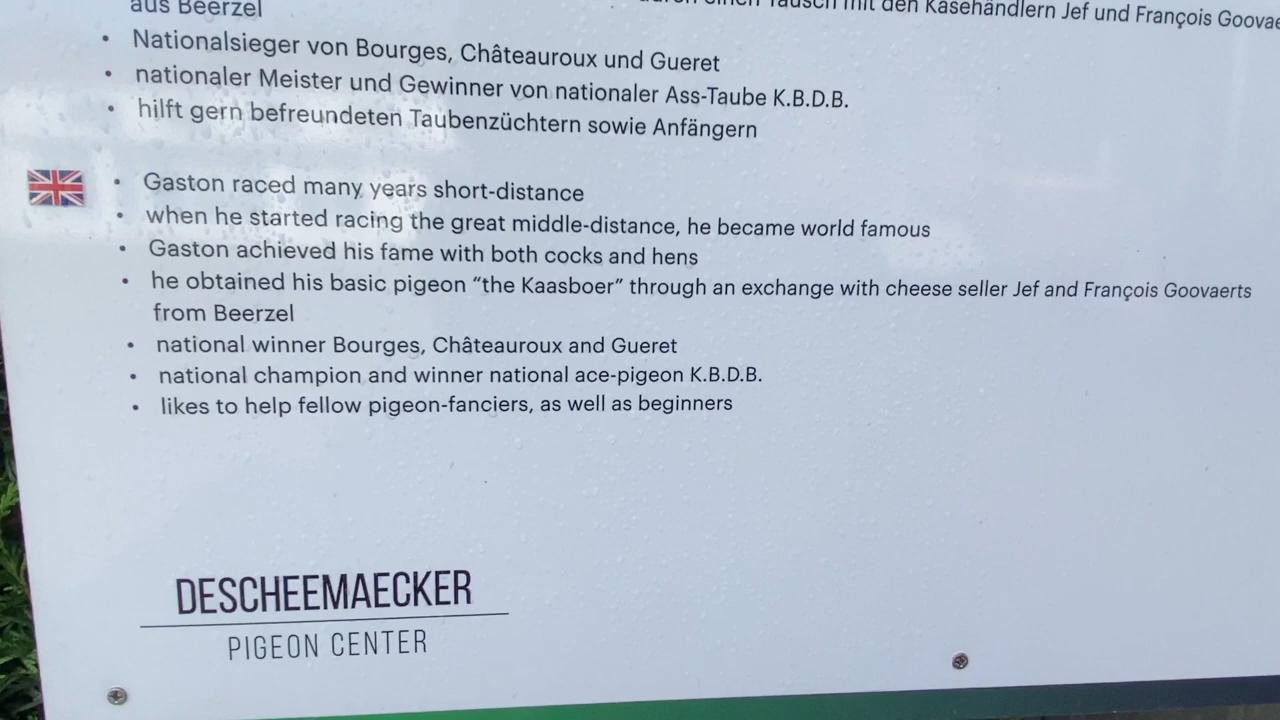 aus Beerzel
einen Tausch mit den Käsehändlern Jef und François
• Nationalsieger von Bourges, Châteauroux und Gueret
• nationaler Meister und Gewinner von nationaler Ass-Taube K.B.D.B.
• hilft gern befreundeten Taubenzüchtern sowie Anfängern
• Gaston raced many years short-distance
• when he started racing the great middle-distance, he became world famous
• Gaston achieved his fame with both cocks and hens
• he obtained his basic pigeon “the Kaasboer” through an exchange with cheese seller Jef and François Goovaerts
from Beerzel
• national winner Bourges, Châteauroux and Gueret
• national champion and winner national ace-pigeon K.B.D.B.
• likes to help fellow pigeon-fanciers, as well as beginners
DESCHEEMAECKER
PIGEON CENTER